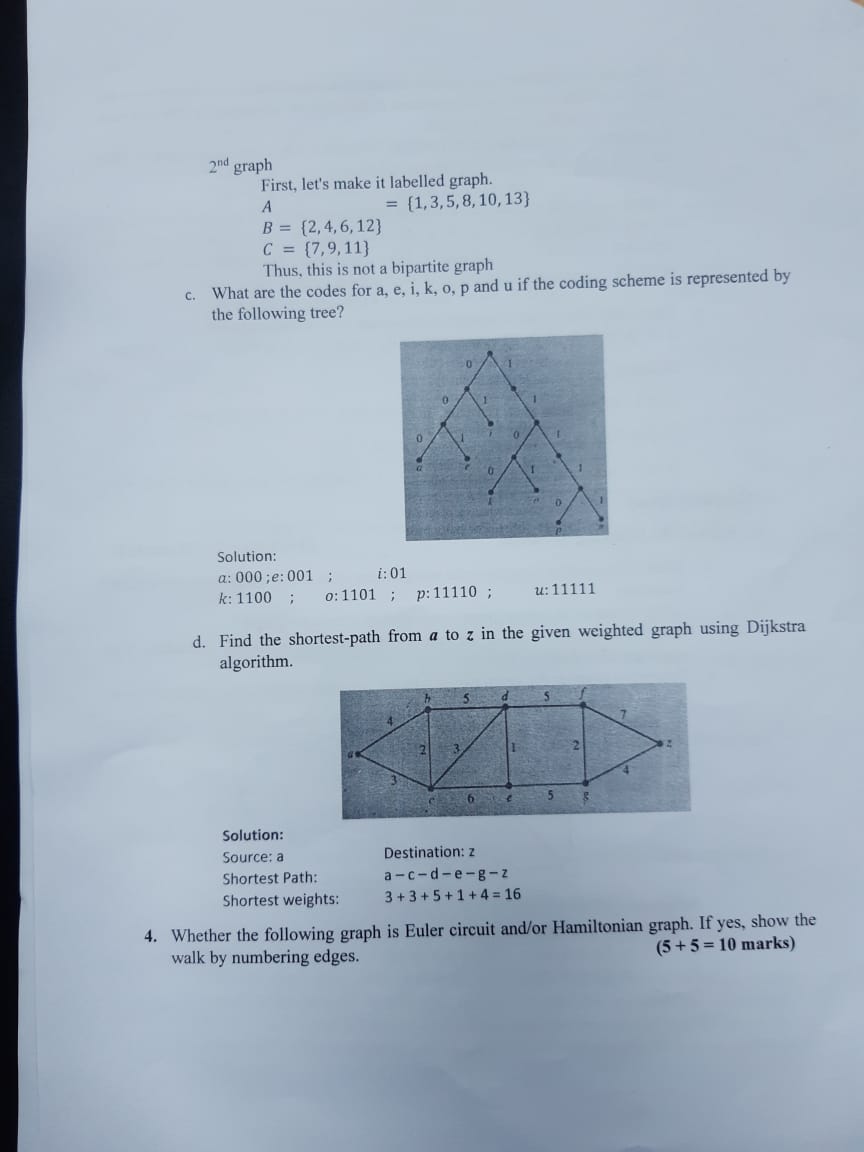 2nd graph
First, let's make it labelled graph.
A = {1,3,5,8,10,13}
B = {2,4,6,12}
C = {7,9,11}
Thus, this is not a bipartite graph
c. What are the codes for a, e, i, k, o, p and u if the coding scheme is represented by
the following tree?
0 1
0 1 1
0 1 i 0 1
a e 0 1 1
0 1
p
Solution:
a: 000 ;e: 001 ; i: 01
k: 1100 ; o: 1101 ; p: 11110 ; u: 11111
d. Find the shortest-path from a to z in the given weighted graph using Dijkstra
algorithm.
b 5 d 5 f
4 7
a 2 3 1 2 z
3 4
c 6 e 5 g
Solution:
Source: a Destination: z
Shortest Path: a-c-d-e-g-z
Shortest weights: 3+3+5+1+4=16
4. Whether the following graph is Euler circuit and/or Hamiltonian graph. If yes, show the
walk by numbering edges. (5 + 5 = 10 marks)